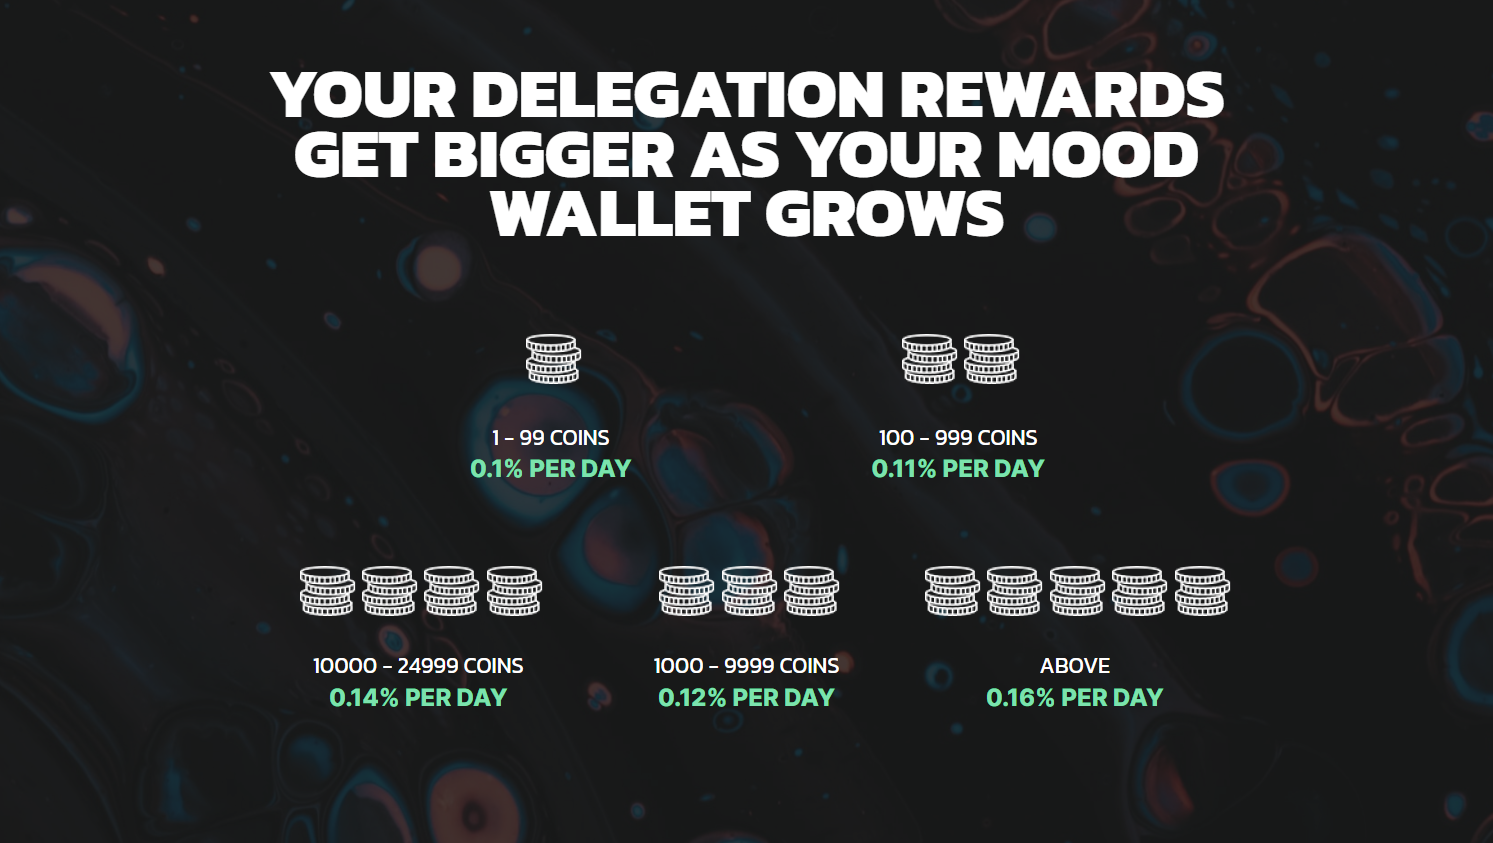 YOUR DELEGATION REWARDS
GET BIGGER AS YOUR MOOD
WALLET GROWS
1 - 99 COINS
0.1% PER DAY
100 - 999 COINS
0.11% PER DAY
10000 - 24999 COINS
0.14% PER DAY
1000 - 9999 COINS
0.12% PER DAY
ABOVE
0.16% PER DAY